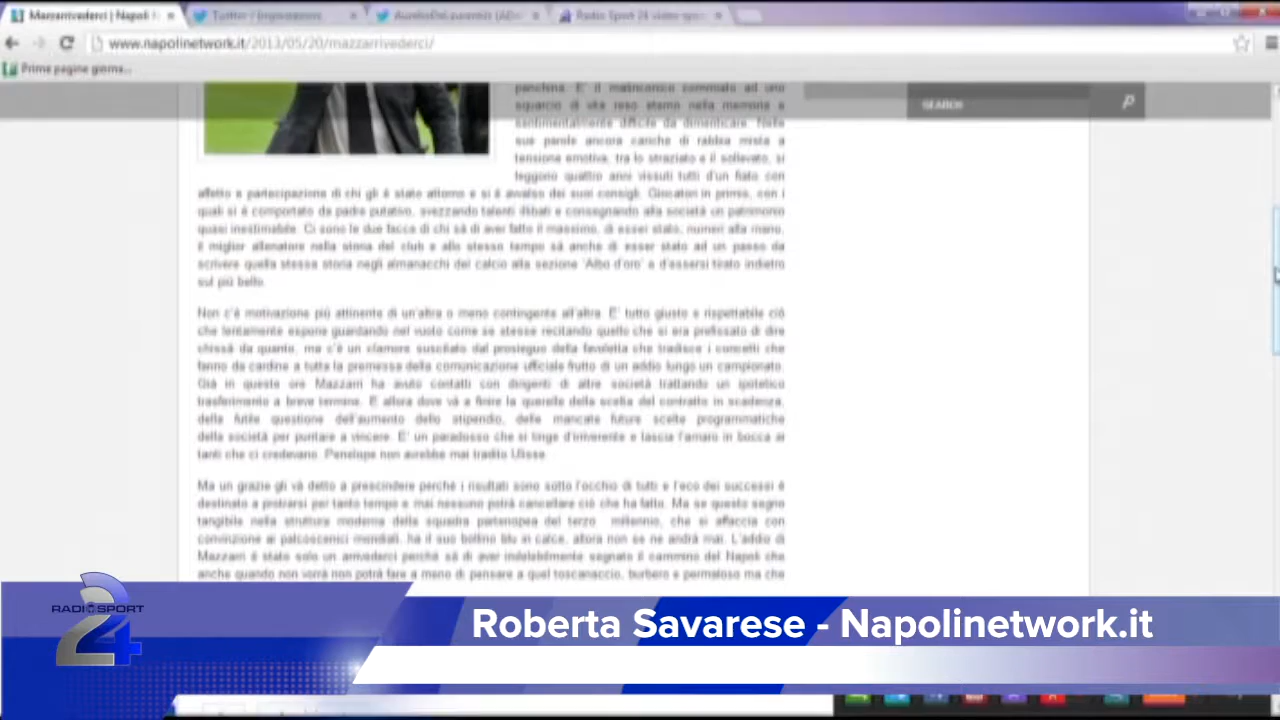 Mazzarrivederci | Napoli
Twitter / Impostazioni
AurelioDeLaurentiis
Radio Sport 24 video
www.napolinetwork.it/2013/05/20/mazzarrivederci/
Prime pagine giorna...
SEARCH
panchina. E' il malinconico commiato ad uno
squarcio di vita reso eterno nella memoria e
sentimentalmente difficile da dimenticare. Nelle
sue parole ancora cariche di rabbia mista a
tensione emotiva, tra lo straziato e il sollevato, si
leggono quattro anni vissuti tutti d'un fiato con
affetto e partecipazione di chi gli è stato attorno e si è avvalso dei suoi consigli. Giocatori in primis, con i
quali si è comportato da padre putativo, svezzando talenti illibati e consegnando alla società un patrimonio
quasi inestimabile. Ci sono le due facce di chi sà di aver fatto il massimo, di esser stato, numeri alla mano,
il miglior allenatore nella storia del club e allo stesso tempo sà anche di esser stato ad un passo da
scrivere quella stessa storia negli almanacchi del calcio alla sezione 'Albo d'oro' e d'essersi tirato indietro
sul più bello.
Non c'è motivazione più attinente di un'altra o meno contingente all'altra. E' tutto giusto e rispettabile ciò
che lentamente espone guardando nel vuoto come se stesse recitando quello che si era prefissato di dire
chissà da quanto, ma c'è un clamore suscitato dal prosieguo della favoletta che tradisce i concetti che
fanno da cardine a tutta la premessa della comunicazione ufficiale frutto di un addio lungo un campionato.
Già in queste ore Mazzarri ha avuto contatti con dirigenti di altre società trattando un ipotetico
trasferimento a breve termine. E allora dove và a finire la querelle della scelta del contratto in scadenza,
della futile questione dell'aumento dello stipendio, delle mancate future scelte programmatiche
della società per puntare a vincere. E' un paradosso che si tinge d'irriverente e lascia l'amaro in bocca ai
tanti che ci credevano. Penelope non avrebbe mai tradito Ulisse.
Ma un grazie gli và detto a prescindere perché i risultati sono sotto l'occhio di tutti e l'eco dei successi è
destinato a protrarsi per tanto tempo e mai nessuno potrà cancellare ciò che ha fatto. Ma se questo segno
tangibile nella struttura moderna della squadra partenopea del terzo millennio, che si affaccia con
convinzione ai palcoscenici mondiali, ha il suo bollino blu in calce, allora non se ne andrà mai. L'addio di
Mazzarri è stato solo un arrivederci perchè sà di aver indelebilmente segnato il cammino del Napoli che
anche quando non vorrà non potrà fare a meno di pensare a quel toscanaccio, burbero e permaloso ma che
RADIOSPORT
24
Roberta Savarese - Napolinetwork.it